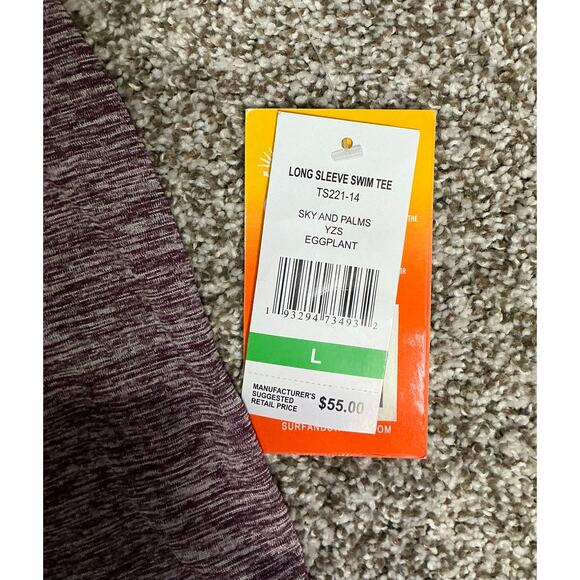 LONG SLEEVE SWIM TEE
TS221-14
SKY AND PALMS
YZS
EGGPLANT
1 93294 73493 2
L
MANUFACTURER'S
SUGGESTED
RETAIL PRICE
$55.00
THE